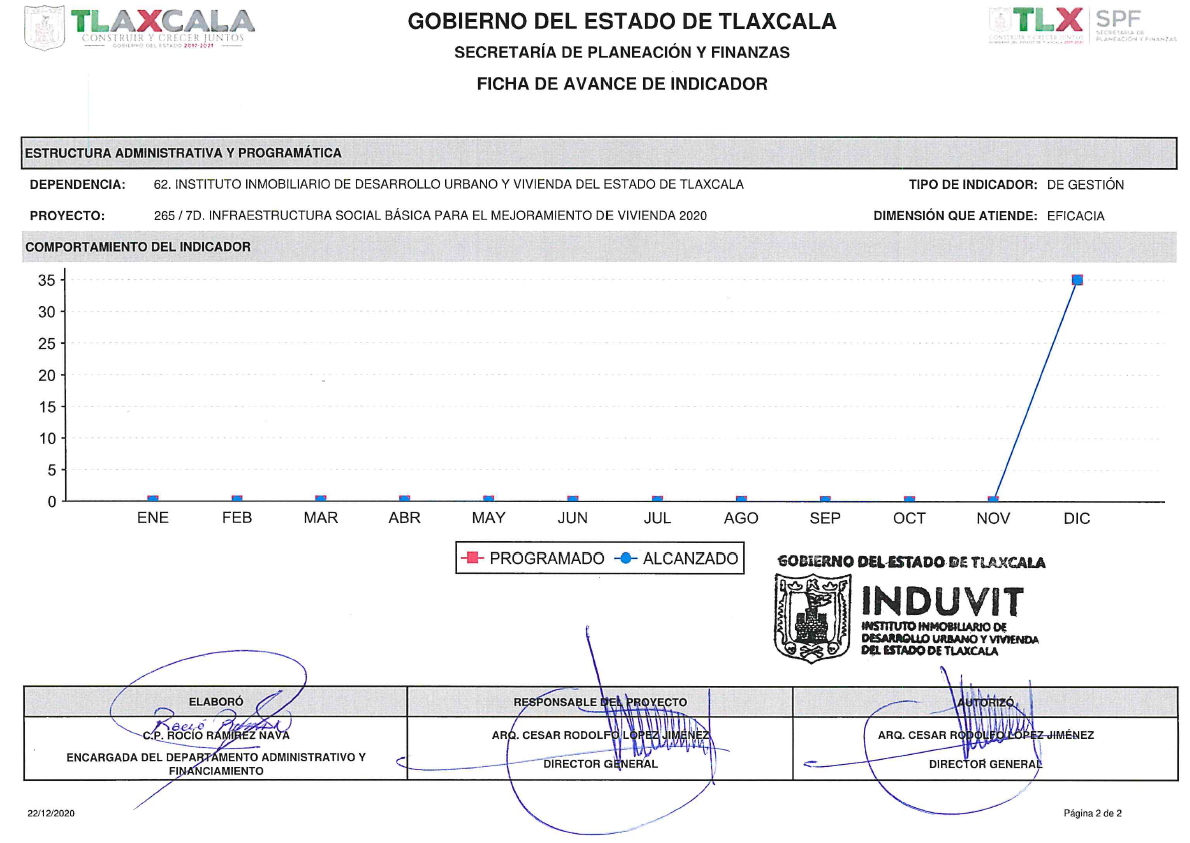 TLAXCALA
CONSTRUIR Y CRECER JUNTOS
GOBIERNO DEL ESTADO 2017-2021
GOBIERNO DEL ESTADO DE TLAXCALA
SECRETARÍA DE PLANEACIÓN Y FINANZAS
FICHA DE AVANCE DE INDICADOR
TLX SPF
CONSTRUIR Y CRECER JUNTOS
SECRETARÍA DE
PLANEACIÓN Y FINANZAS
ESTRUCTURA ADMINISTRATIVA Y PROGRAMÁTICA
DEPENDENCIA: 62. INSTITUTO INMOBILIARIO DE DESARROLLO URBANO Y VIVIENDA DEL ESTADO DE TLAXCALA TIPO DE INDICADOR: DE GESTIÓN
PROYECTO: 265 / 7D. INFRAESTRUCTURA SOCIAL BÁSICA PARA EL MEJORAMIENTO DE VIVIENDA 2020 DIMENSIÓN QUE ATIENDE: EFICACIA
COMPORTAMIENTO DEL INDICADOR
35
30
25
20
15
10
5
0
ENE FEB MAR ABR MAY JUN JUL AGO SEP OCT NOV DIC
PROGRAMADO ALCANZADO
GOBIERNO DEL ESTADO DE TLAXCALA
INDUVIT
INSTITUTO INMOBILIARIO DE
DESARROLLO URBANO Y VIVIENDA
DEL ESTADO DE TLAXCALA
ELABORÓ RESPONSABLE DEL PROYECTO AUTORIZÓ
C.P. ROCÍO RAMÍREZ NAVA ARQ. CESAR RODOLFO LÓPEZ JIMÉNEZ ARQ. CESAR RODOLFO LÓPEZ JIMÉNEZ
ENCARGADA DEL DEPARTAMENTO ADMINISTRATIVO Y
FINANCIAMIENTO
DIRECTOR GENERAL DIRECTOR GENERAL
22/12/2020 Página 2 de 2